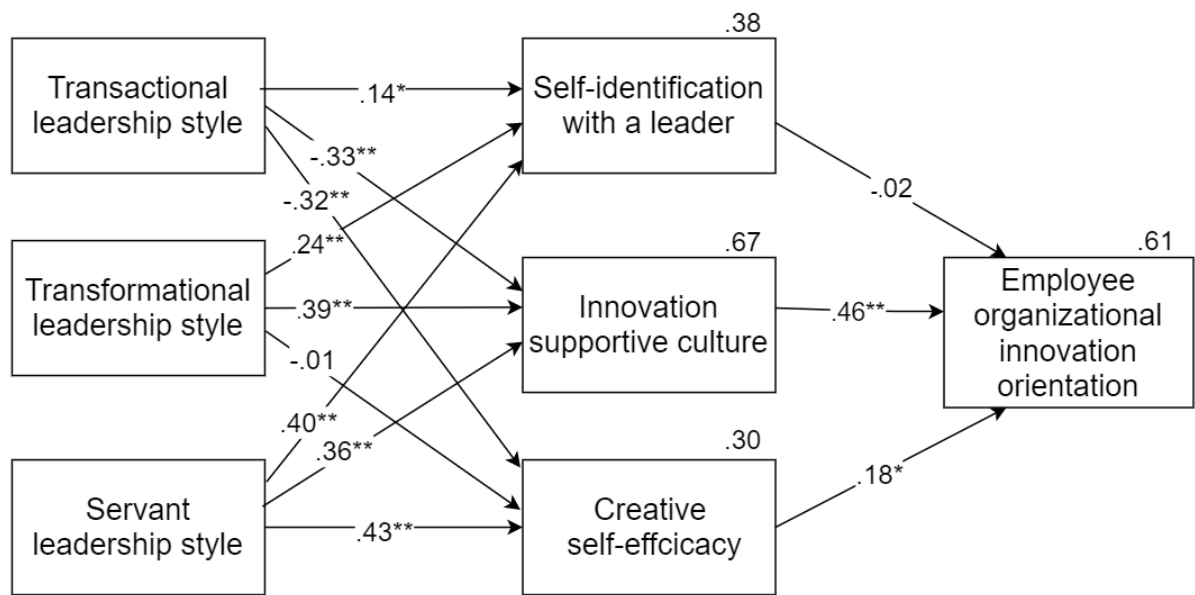 .38
Transactional
leadership style
.14*
Self-identification
with a leader
-.33**
-.32**
-.02
.24**
.67
.61
Transformational
leadership style
.39**
Innovation
supportive culture
.46**
Employee
organizational
innovation
orientation
-.01
.40**
.36**
.30
.18*
Servant
leadership style
.43**
Creative
self-effcicacy